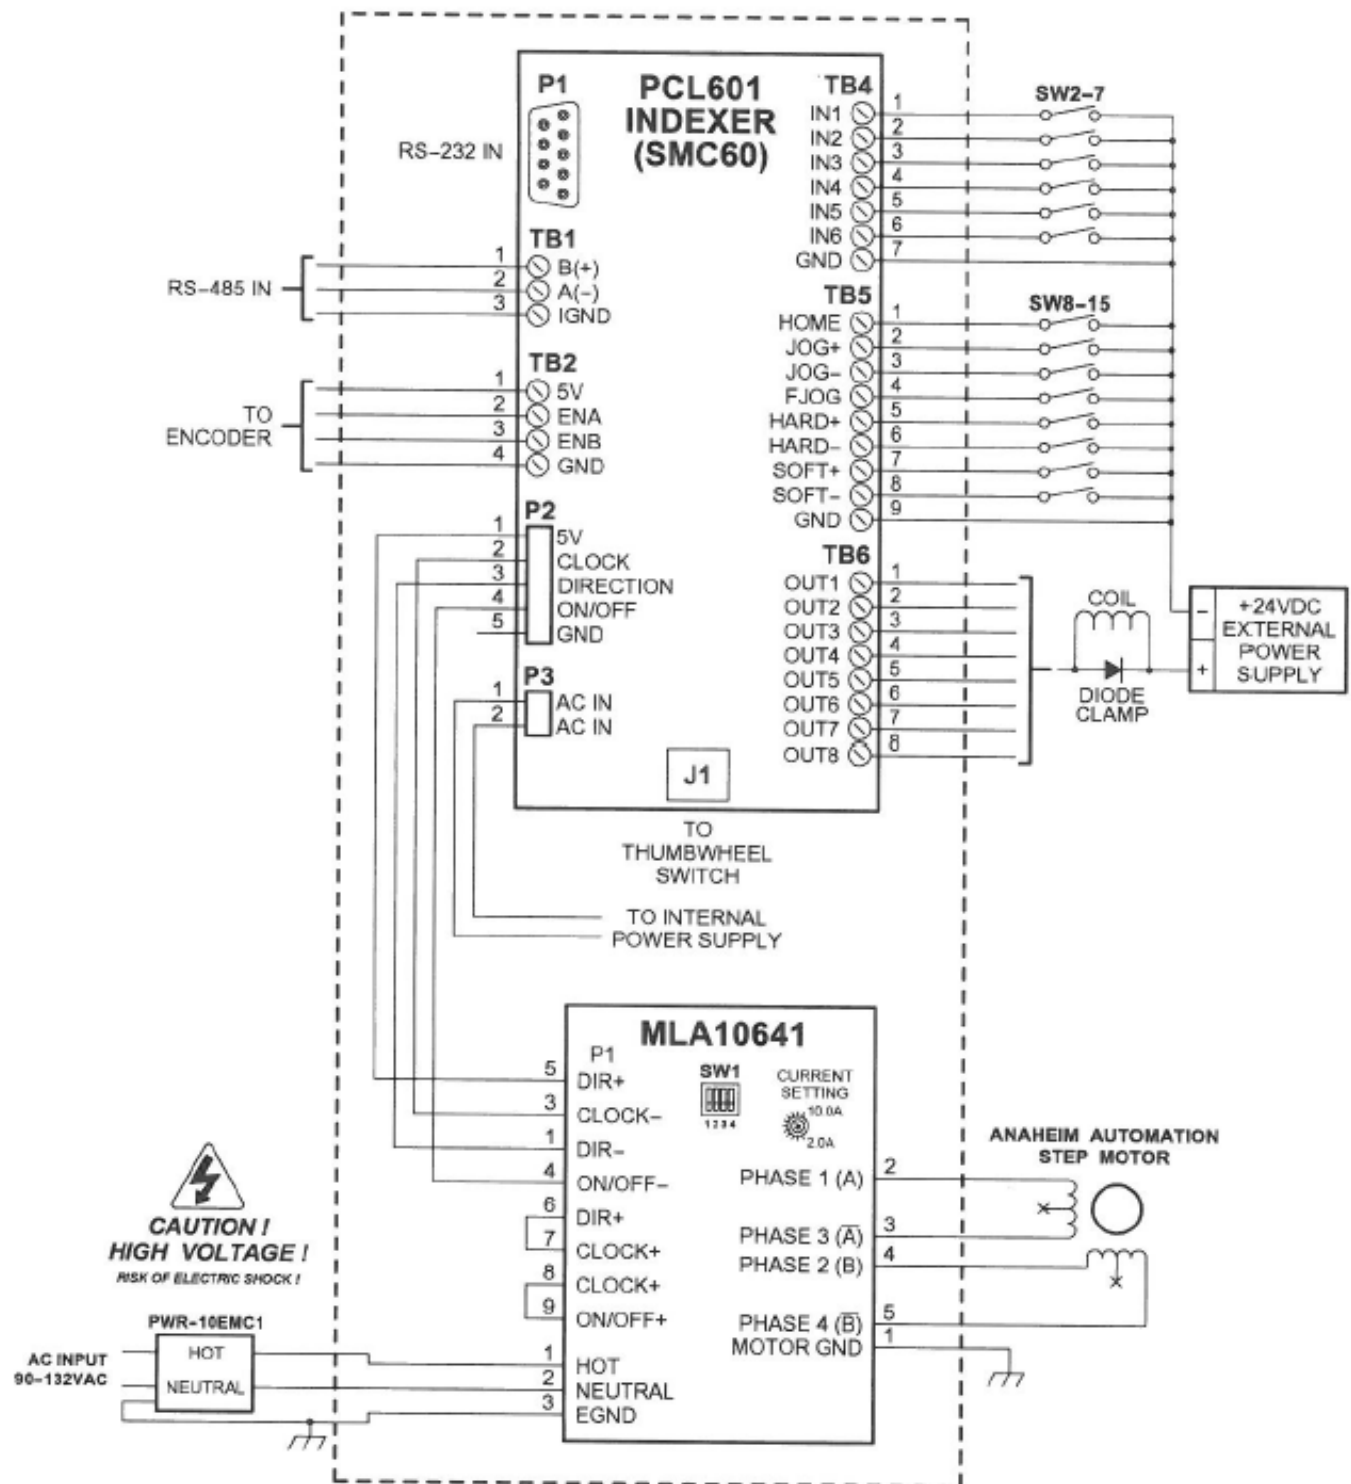 P1
PCL601
INDEXER
(SMC60)
RS-232 IN
TB4
IN1 1
IN2 2
IN3 3
IN4 4
IN5 5
IN6 6
GND 7
SW2-7
TB1
RS-485 IN
1 B(+)
2 A(-)
3 IGND
TB5
HOME 1
JOG+ 2
JOG- 3
FJOG 4
HARD+ 5
HARD- 6
SOFT+ 7
SOFT- 8
GND 9
SW8-15
TB2
TO
ENCODER
1 5V
2 ENA
3 ENB
4 GND
P2
1 5V
2 CLOCK
3 DIRECTION
4 ON/OFF
5 GND
TB6
OUT1 1
OUT2 2
OUT3 3
OUT4 4
OUT5 5
OUT6 6
OUT7 7
OUT8 8
COIL
DIODE
CLAMP
-
+
+24VDC
EXTERNAL
POWER
SUPPLY
P3
1 AC IN
2 AC IN
J1
TO
THUMBWHEEL
SWITCH
TO INTERNAL
POWER SUPPLY
MLA10641
P1
5 DIR+
3 CLOCK-
1 DIR-
4 ON/OFF-
6 DIR+
7 CLOCK+
8 CLOCK+
9 ON/OFF+
1 HOT
2 NEUTRAL
3 EGND
SW1
1 2 3 4
CURRENT
SETTING
10.0A
2.0A
PHASE 1 (A) 2
PHASE 3 (A̅) 3
PHASE 2 (B) 4
PHASE 4 (B̅) 5
MOTOR GND 1
ANAHEIM AUTOMATION
STEP MOTOR
CAUTION !
HIGH VOLTAGE !
RISK OF ELECTRIC SHOCK !
PWR-10EMC1
AC INPUT
90-132VAC
HOT
NEUTRAL